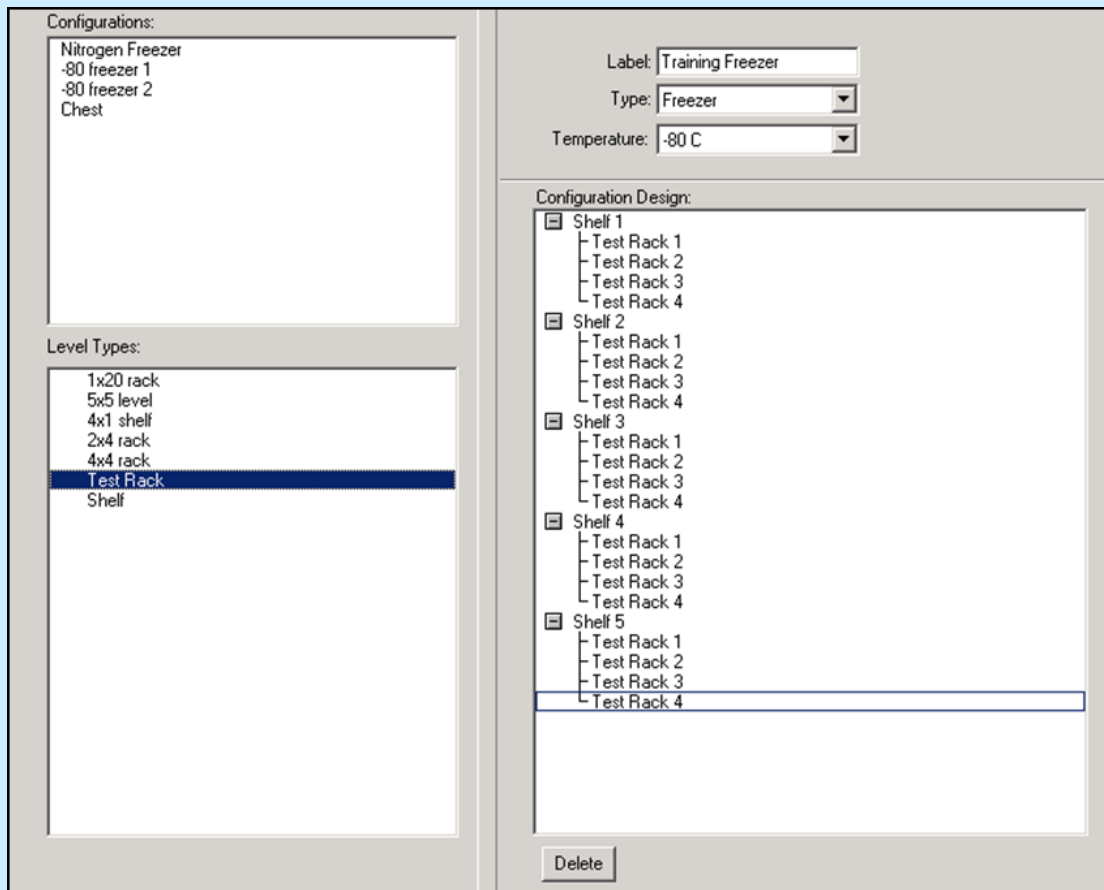 Configurations:
Nitrogen Freezer
-80 freezer 1
-80 freezer 2
Chest
Level Types:
1x20 rack
5x5 level
4x1 shelf
2x4 rack
4x4 rack
Test Rack
Shelf
Label: Training Freezer
Type: Freezer
Temperature: -80 C
Configuration Design:
Shelf 1
Test Rack 1
Test Rack 2
Test Rack 3
Test Rack 4
Shelf 2
Test Rack 1
Test Rack 2
Test Rack 3
Test Rack 4
Shelf 3
Test Rack 1
Test Rack 2
Test Rack 3
Test Rack 4
Shelf 4
Test Rack 1
Test Rack 2
Test Rack 3
Test Rack 4
Shelf 5
Test Rack 1
Test Rack 2
Test Rack 3
Test Rack 4
Delete